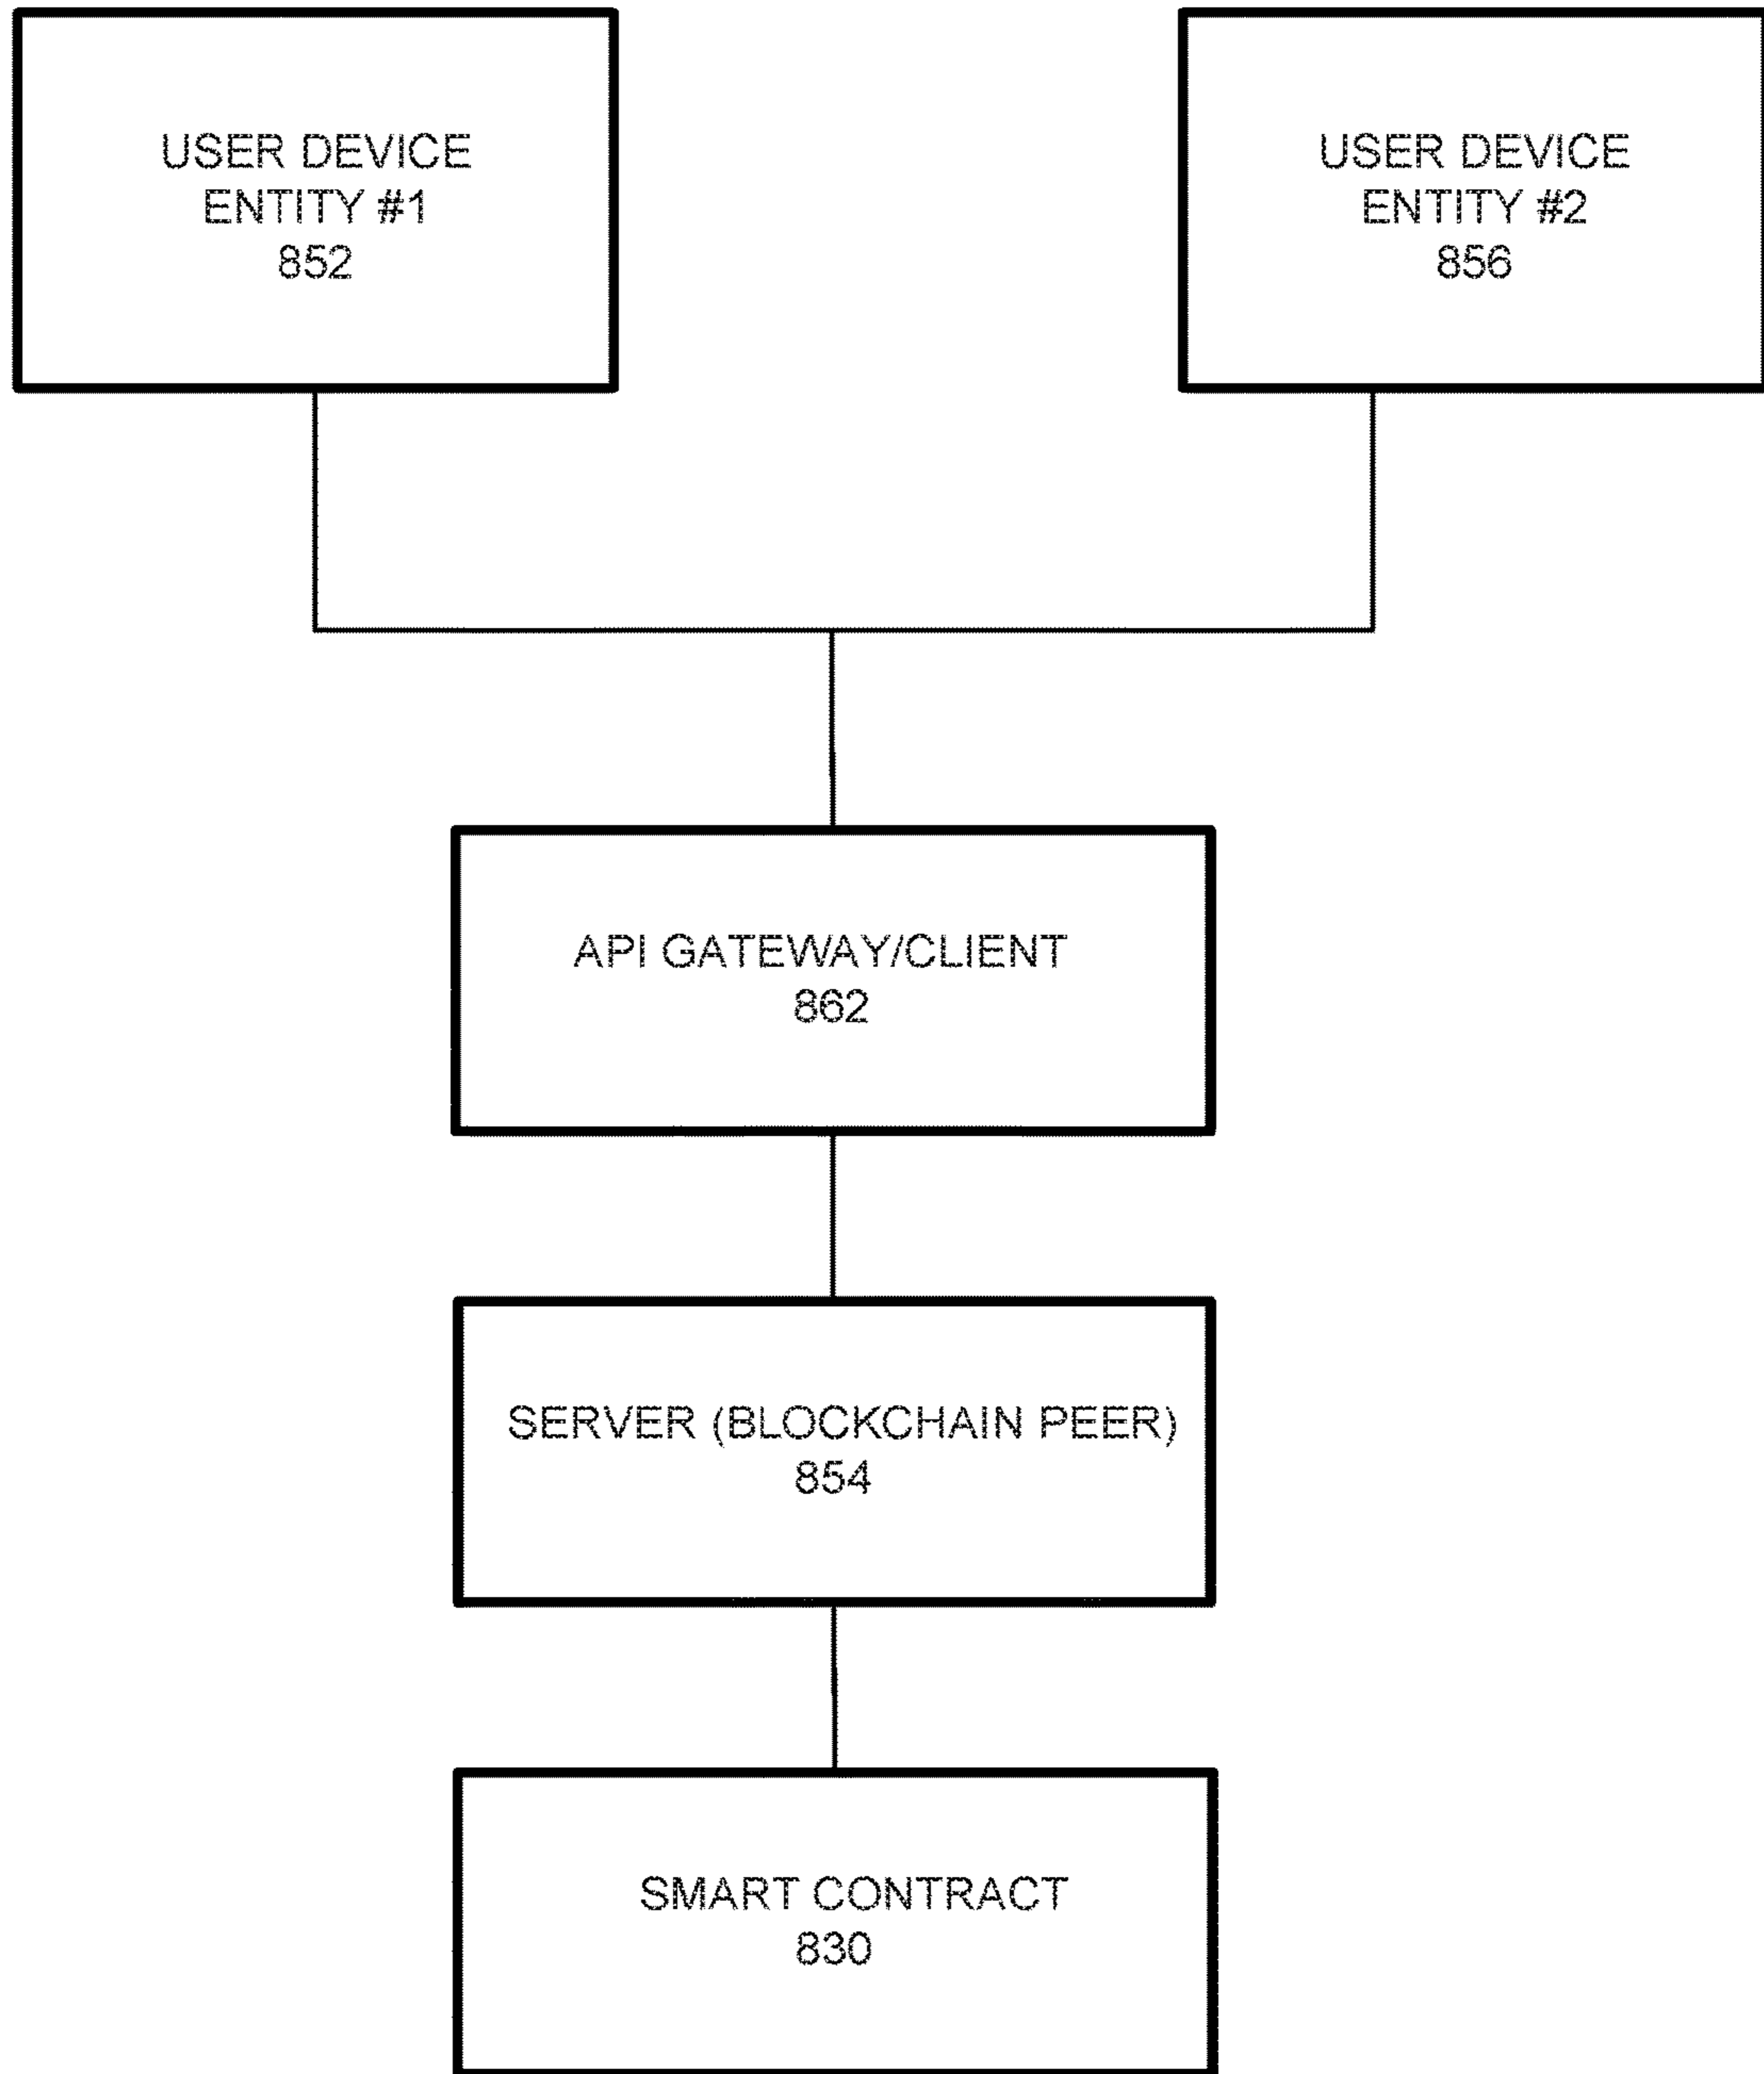 USER DEVICE
ENTITY #1
852
USER DEVICE
ENTITY #2
856
API GATEWAY/CLIENT
862
SERVER (BLOCKCHAIN PEER)
854
SMART CONTRACT
830